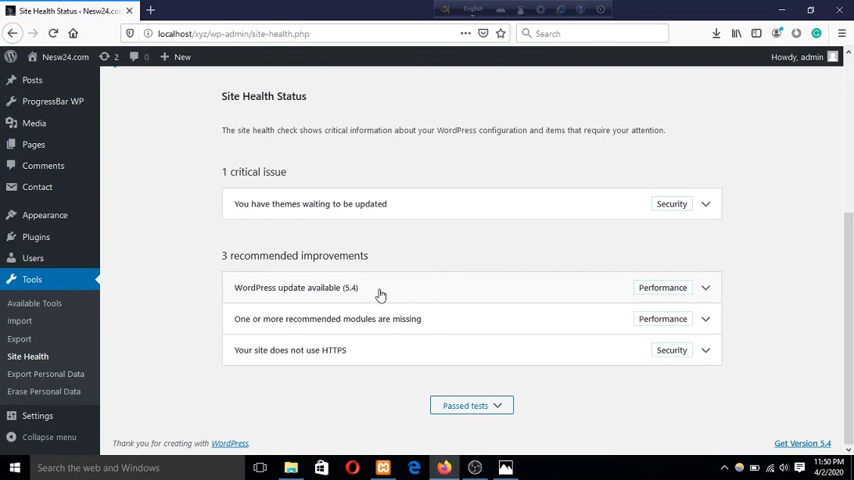 Site Health Status ‹ Nesw24.com
English
localhost/xyz/wp-admin/site-health.php
Search
Nesw24.com
2
0
New
Howdy, admin
Posts
ProgressBar WP
Media
Pages
Comments
Contact
Appearance
Plugins
Users
Tools
Available Tools
Import
Export
Site Health
Export Personal Data
Erase Personal Data
Settings
Collapse menu
Site Health Status
The site health check shows critical information about your WordPress configuration and items that require your attention.
1 critical issue
You have themes waiting to be updated
Security
3 recommended improvements
WordPress update available (5.4)
Performance
One or more recommended modules are missing
Performance
Your site does not use HTTPS
Security
Passed tests
Thank you for creating with WordPress.
Get Version 5.4
Search the web and Windows
11:50 PM
4/2/2020